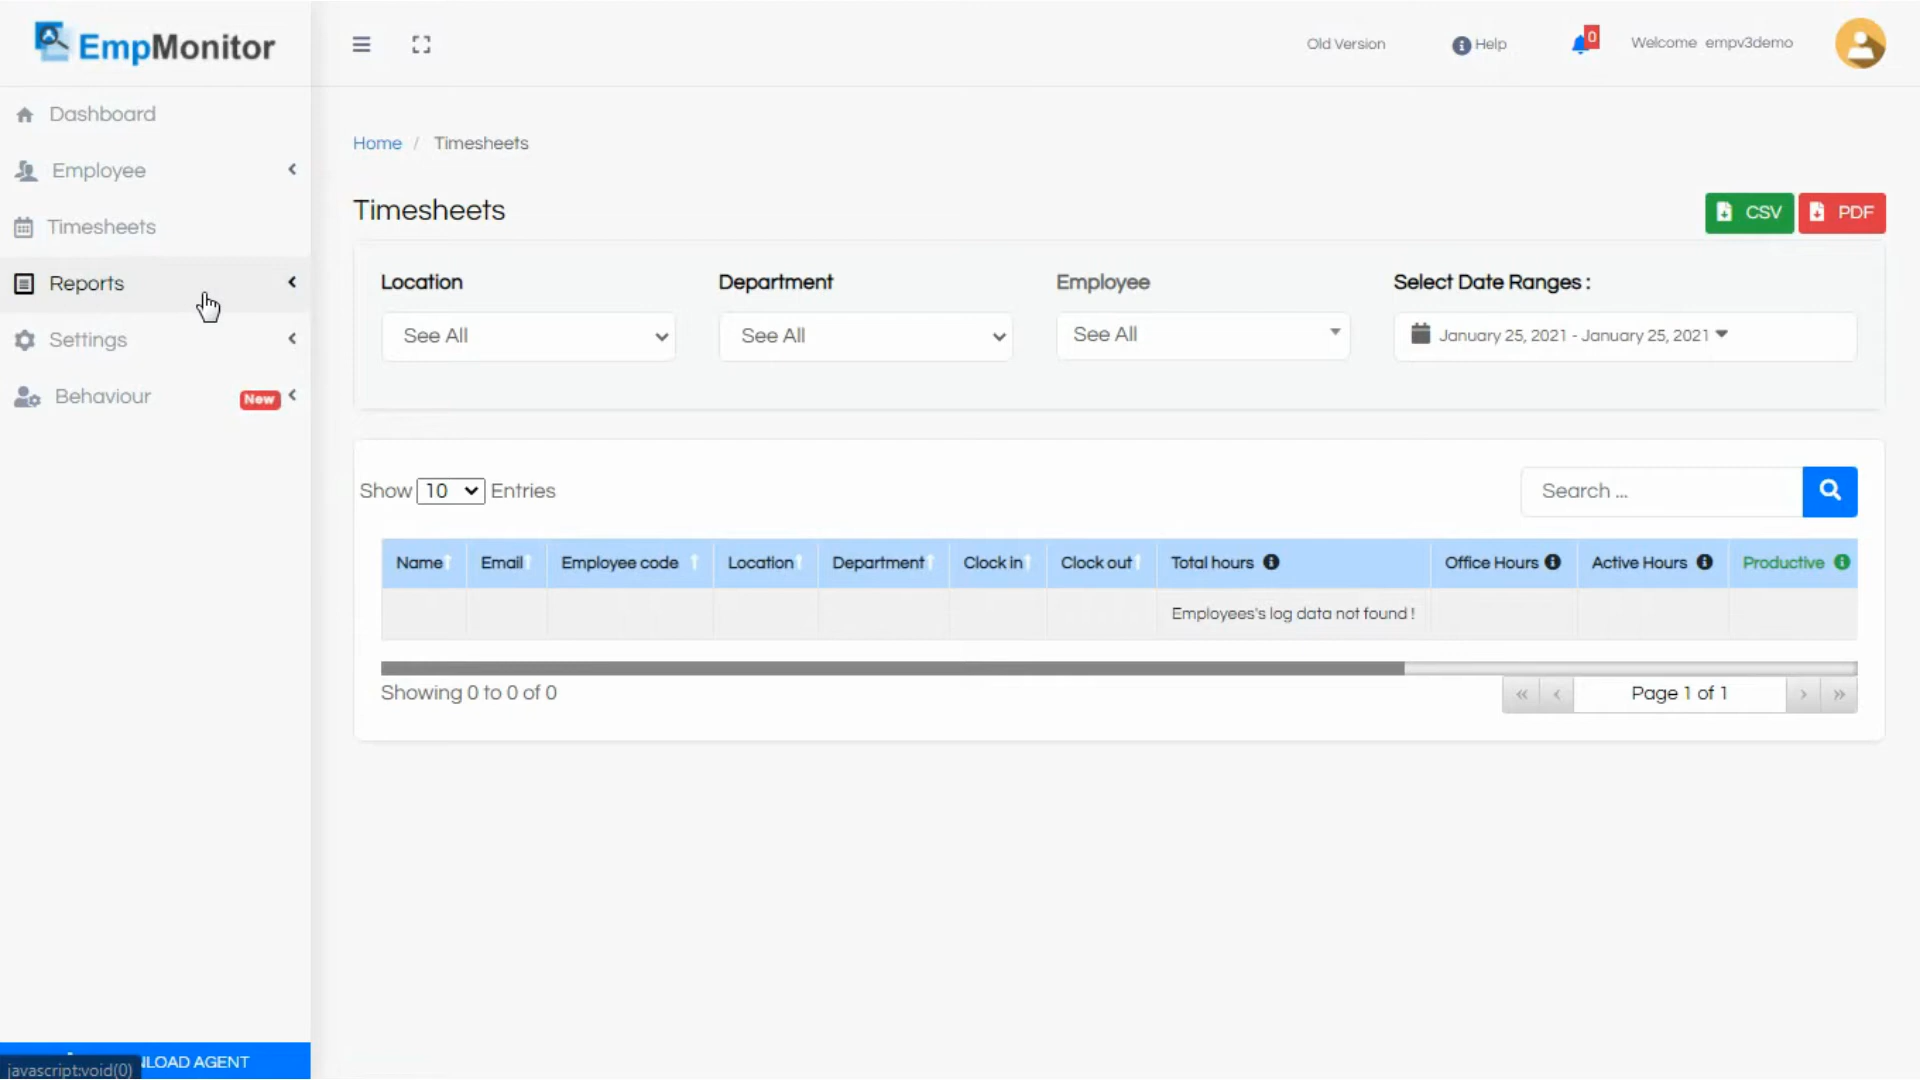 EmpMonitor
Old Version
Help
0
Welcome empv3demo
Dashboard
Employee
Timesheets
Reports
Settings
Behaviour New
Home / Timesheets
Timesheets
CSV
PDF
Location
Department
Employee
Select Date Ranges :
See All
See All
See All
January 25, 2021 - January 25, 2021
Show 10 Entries
Search ...
Name Email Employee code Location Department Clock in Clock out Total hours Office Hours Active Hours Productive
Employees's log data not found !
Showing 0 to 0 of 0
« ‹ Page 1 of 1 › »
NLOAD AGENT
javascript:void(0)